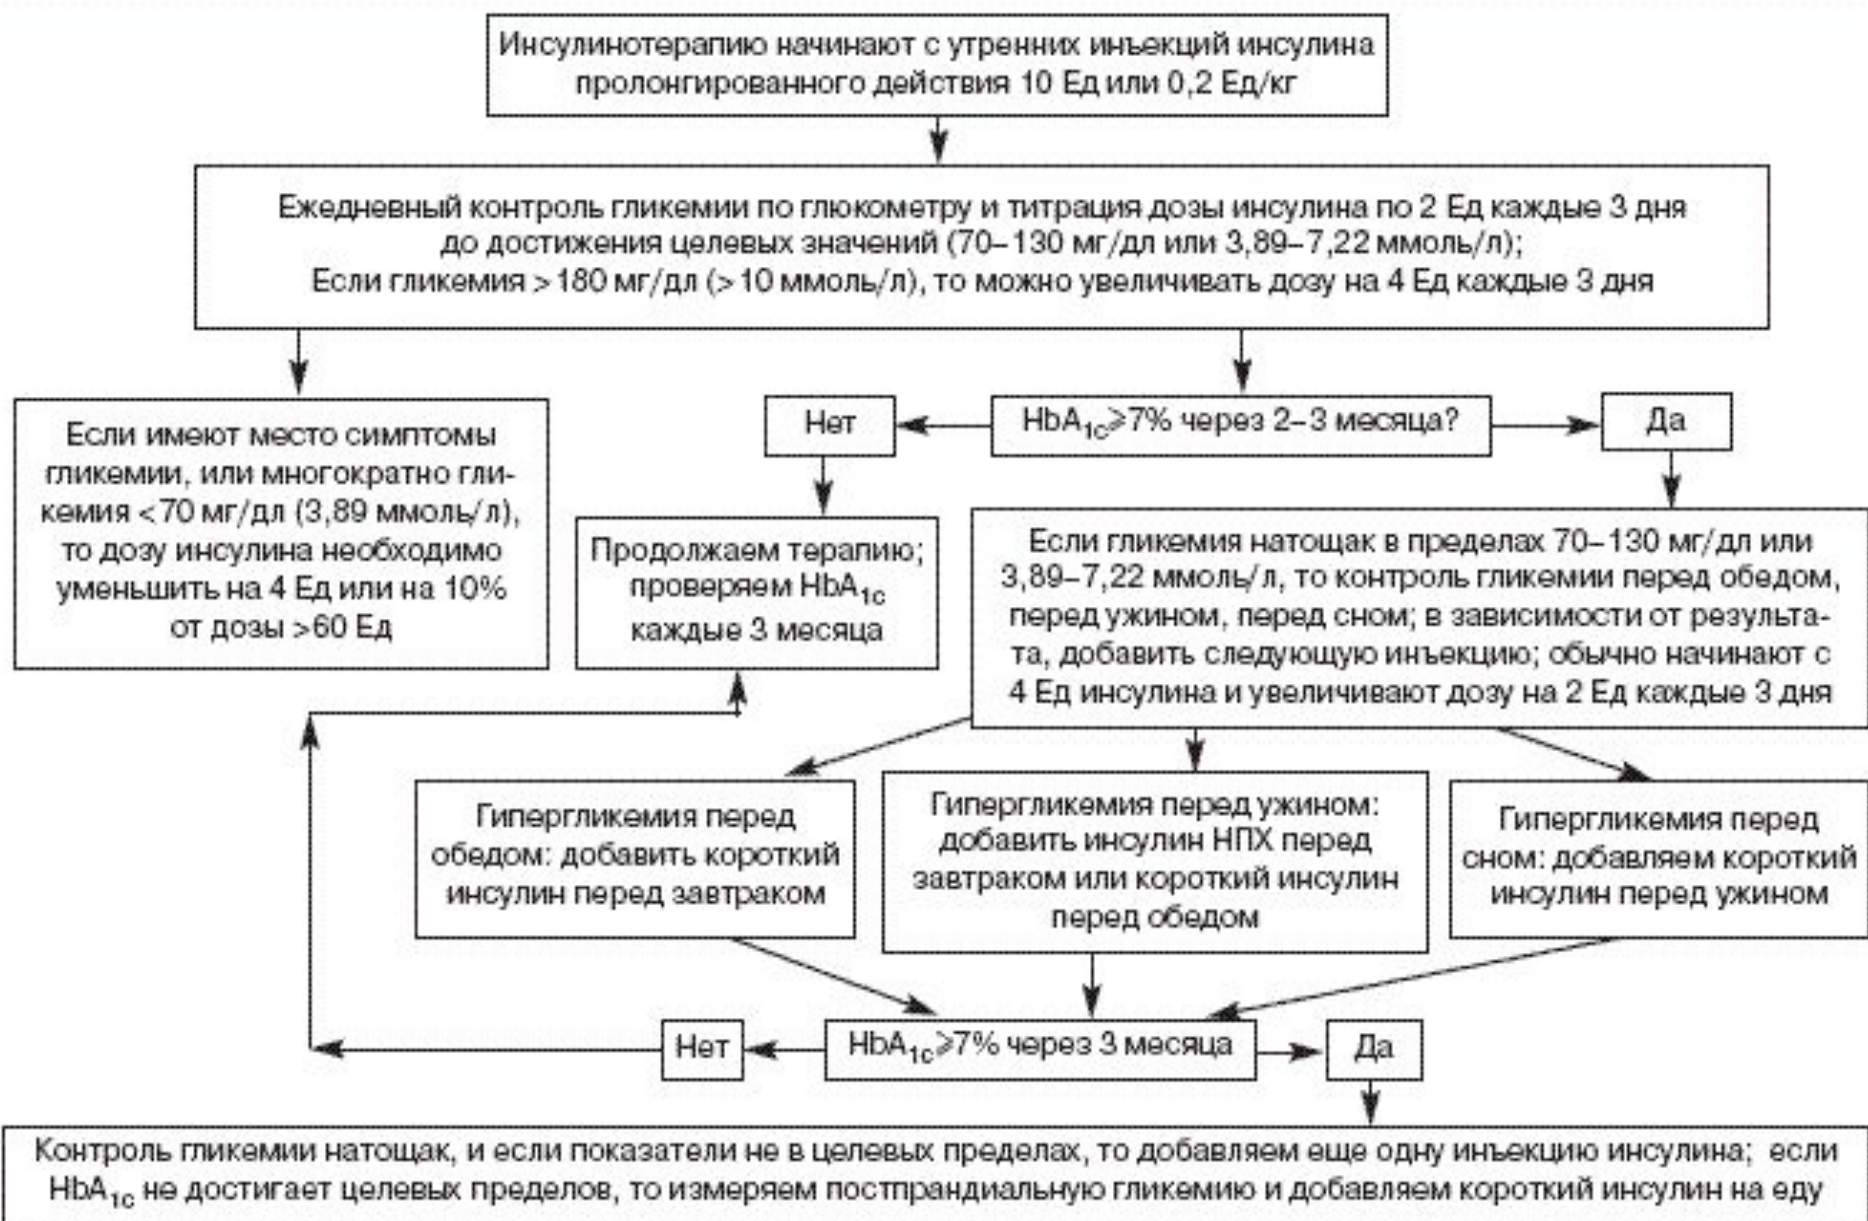 Инсулинотерапию начинают с утренних инъекций инсулина
пролонгированного действия 10 Ед или 0,2 Ед/кг
Ежедневный контроль гликемии по глюкометру и титрация дозы инсулина по 2 Ед каждые 3 дня
до достижения целевых значений (70–130 мг/дл или 3,89–7,22 ммоль/л);
Если гликемия >180 мг/дл (>10 ммоль/л), то можно увеличивать дозу на 4 Ед каждые 3 дня
Если имеют место симптомы
гликемии, или многократно гли-
кемия <70 мг/дл (3,89 ммоль/л),
то дозу инсулина необходимо
уменьшить на 4 Ед или на 10%
от дозы >60 Ед
Нет
HbA1c⩾7% через 2–3 месяца?
Да
Продолжаем терапию;
проверяем HbA1c
каждые 3 месяца
Если гликемия натощак в пределах 70–130 мг/дл или
3,89–7,22 ммоль/л, то контроль гликемии перед обедом,
перед ужином, перед сном; в зависимости от результа-
та, добавить следующую инъекцию; обычно начинают с
4 Ед инсулина и увеличивают дозу на 2 Ед каждые 3 дня
Гипергликемия перед
обедом: добавить короткий
инсулин перед завтраком
Гипергликемия перед ужином:
добавить инсулин НПХ перед
завтраком или короткий инсулин
перед обедом
Гипергликемия перед
сном: добавляем короткий
инсулин перед ужином
Нет
HbA1c⩾7% через 3 месяца
Да
Контроль гликемии натощак, и если показатели не в целевых пределах, то добавляем еще одну инъекцию инсулина; если
HbA1c не достигает целевых пределов, то измеряем постпрандиальную гликемию и добавляем короткий инсулин на еду